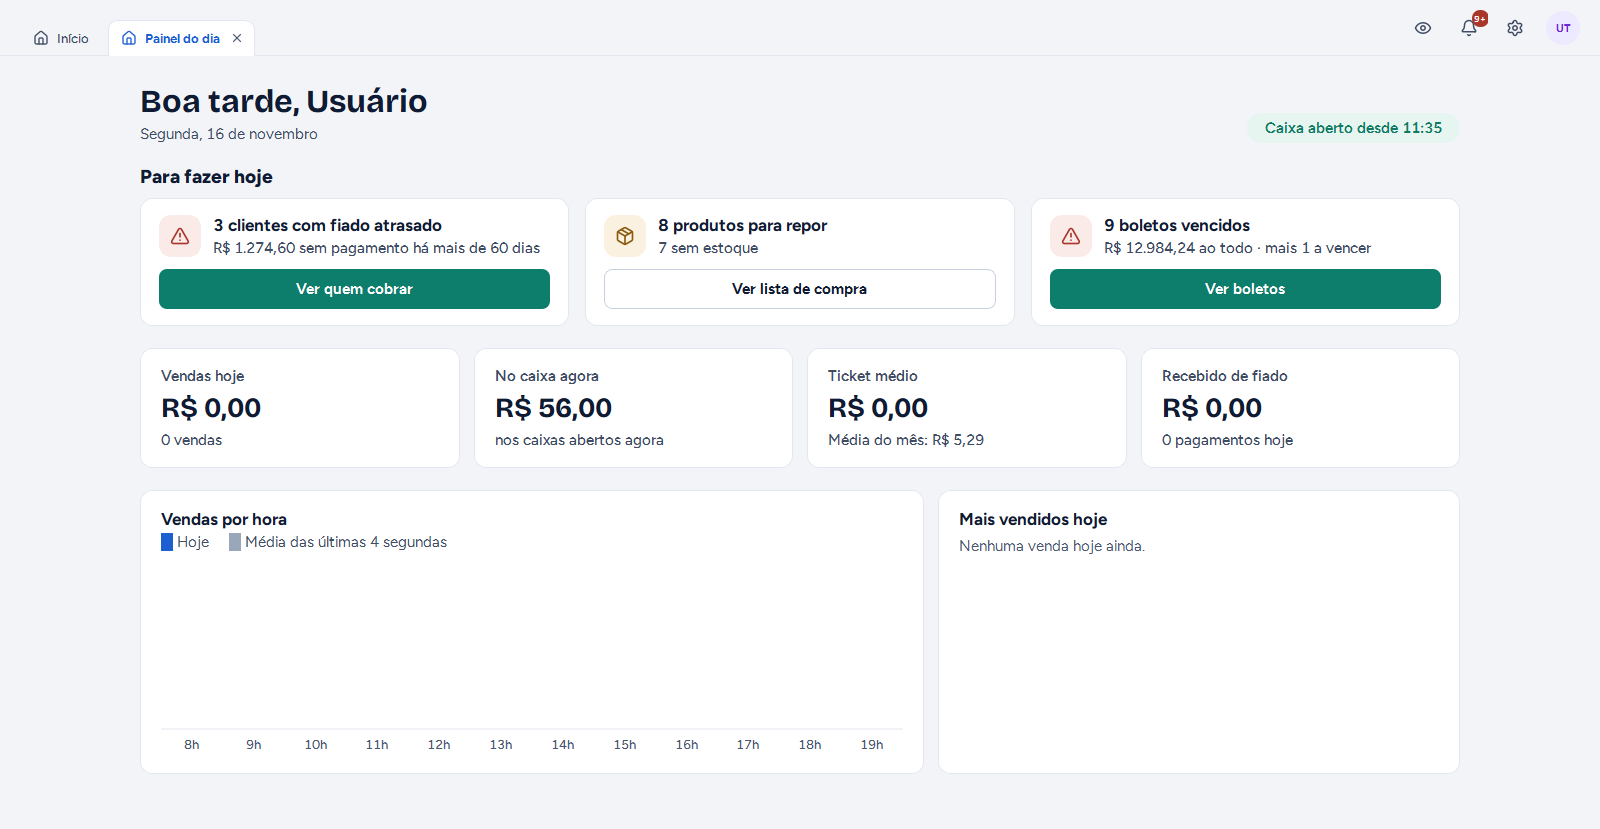 Início
Painel do dia
9+
UT
Boa tarde, Usuário
Segunda, 16 de novembro
Caixa aberto desde 11:35
Para fazer hoje
3 clientes com fiado atrasado
R$ 1.274,60 sem pagamento há mais de 60 dias
Ver quem cobrar
8 produtos para repor
7 sem estoque
Ver lista de compra
9 boletos vencidos
R$ 12.984,24 ao todo · mais 1 a vencer
Ver boletos
Vendas hoje
R$ 0,00
0 vendas
No caixa agora
R$ 56,00
nos caixas abertos agora
Ticket médio
R$ 0,00
Média do mês: R$ 5,29
Recebido de fiado
R$ 0,00
0 pagamentos hoje
Vendas por hora
Hoje
Média das últimas 4 segundas
8h 9h 10h 11h 12h 13h 14h 15h 16h 17h 18h 19h
Mais vendidos hoje
Nenhuma venda hoje ainda.